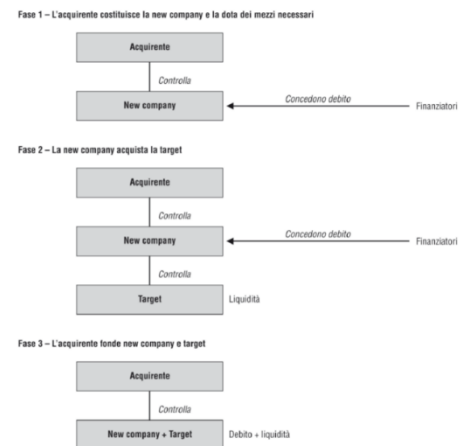 Fase 1 – L'acquirente costituisce la new company e la dota dei mezzi necessari
Acquirente
Controlla
New company
Concedono debito
Finanziatori
Fase 2 – La new company acquista la target
Acquirente
Controlla
New company
Concedono debito
Finanziatori
Controlla
Target
Liquidità
Fase 3 – L'acquirente fonde new company e target
Acquirente
Controlla
New company + Target
Debito + liquidità